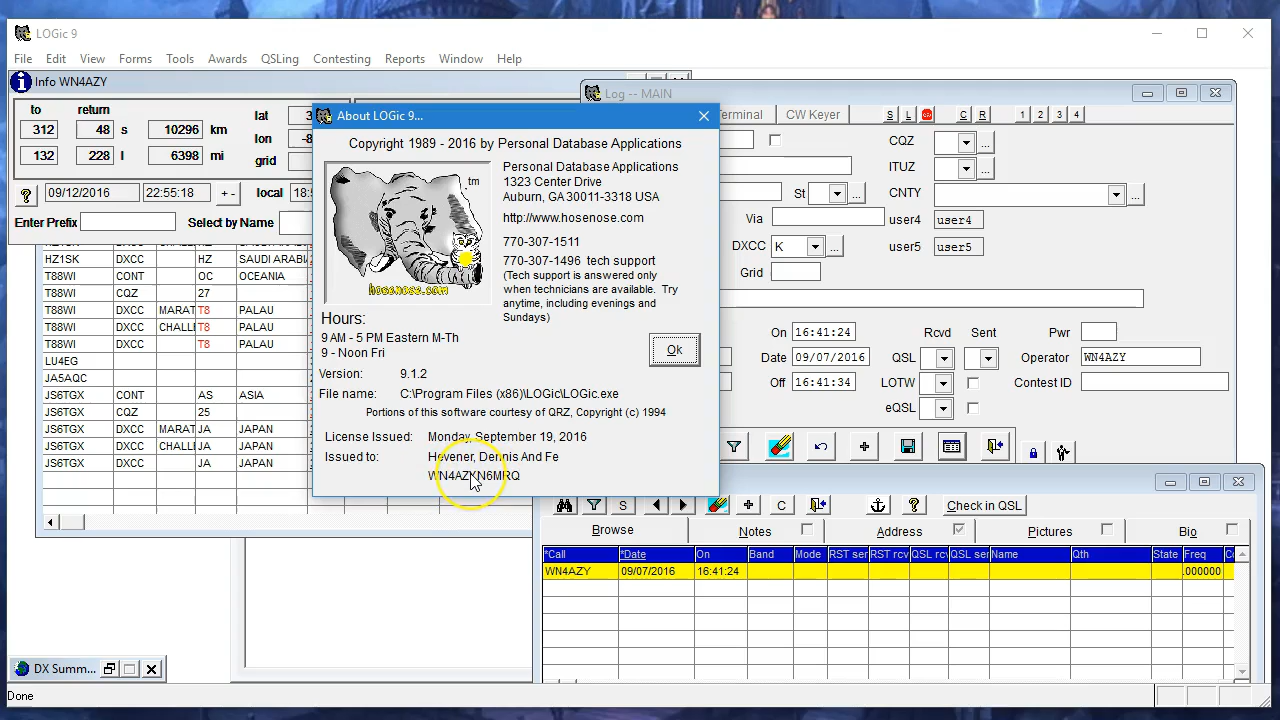 LOGic 9
File Edit View Forms Tools Awards QSLing Contesting Reports Window Help
Info WN4AZY
to return
312 48 s 10296 km
132 228 l 6398 mi
lat
lon
grid
09/12/2016 22:55:18 + - local
Enter Prefix Select by Name
HZ1SK DXCC HZ
T88WI CONT OC OCEANIA
T88WI CQZ 27
T88WI DXCC MARAT T8 PALAU
T88WI DXCC CHALL T8 PALAU
T88WI DXCC T8 PALAU
LU4EG
JA5AQC
JS6TGX CONT AS ASIA
JS6TGX CQZ 25
JS6TGX DXCC MARAT JA JAPAN
JS6TGX DXCC CHALL JA JAPAN
JS6TGX DXCC JA JAPAN
DX Summ...
Done
About LOGic 9...
Copyright 1989 - 2016 by Personal Database Applications
tm
hosenose.com
Personal Database Applications
1323 Center Drive
Auburn, GA 30011-3318 USA
http://www.hosenose.com
770-307-1511
770-307-1496 tech support
(Tech support is answered only
when technicians are available. Try
anytime, including evenings and
Sundays)
Hours:
9 AM - 5 PM Eastern M-Th
9 - Noon Fri
Ok
Version: 9.1.2
File name: C:\Program Files (x86)\LOGic\LOGic.exe
Portions of this software courtesy of QRZ, Copyright (c) 1994
License Issued: Monday, September 19, 2016
Issued to: Hevener, Dennis And Fe
WN4AZY N6MRQ
Log -- MAIN
Terminal CW Keyer S L C R 1 2 3 4
CQZ ...
ITUZ ...
St ... CNTY ...
Via user4 user4
DXCC K ... user5 user5
Grid
On 16:41:24 Rcvd Sent Pwr
Date 09/07/2016 QSL Operator WN4AZY
Off 16:41:34 LOTW Contest ID
eQSL
S C Check in QSL
Browse Notes Address Pictures Bio
*Call *Date On Band Mode RST ser RST rcv QSL rcv QSL ser Name Qth State Freq
WN4AZY 09/07/2016 16:41:24 .000000